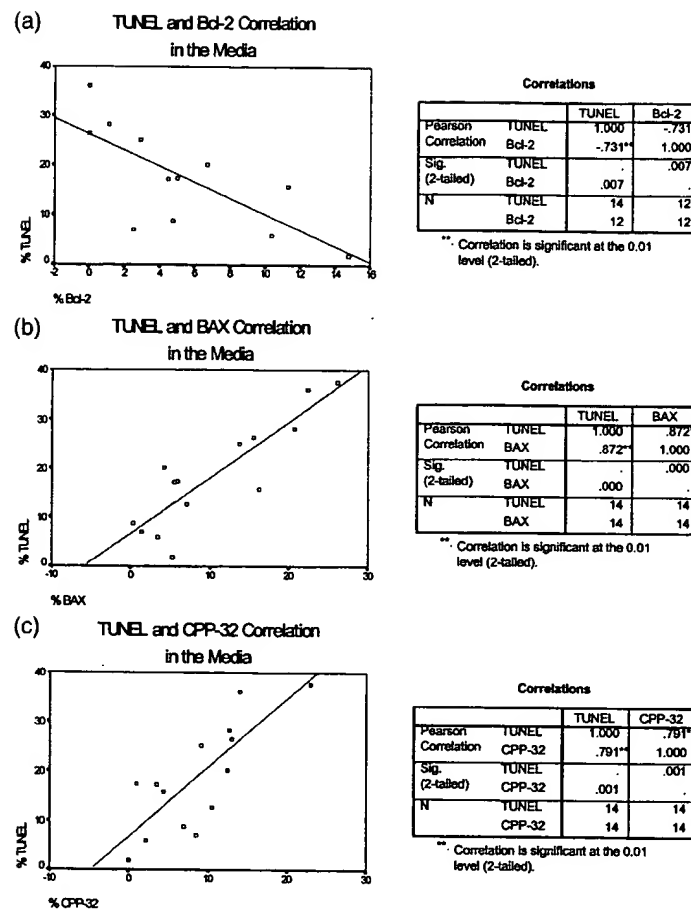 (a)
TUNEL and Bcl-2 Correlation
in the Media
40
30
20
10
0
% TUNEL
-2 0 2 4 6 8 10 12 14 16
% Bcl-2
Correlations
TUNEL Bcl-2
Pearson TUNEL 1.000 -.731
Correlation Bcl-2 -.731** 1.000
Sig. TUNEL . .007
(2-tailed) Bcl-2 .007 .
N TUNEL 14 12
Bcl-2 12 12
**. Correlation is significant at the 0.01
level (2-tailed).
(b)
TUNEL and BAX Correlation
in the Media
40
30
20
10
0
% TUNEL
-10 0 10 20 30
% BAX
Correlations
TUNEL BAX
Pearson TUNEL 1.000 .872*
Correlation BAX .872** 1.000
Sig. TUNEL . .000
(2-tailed) BAX .000 .
N TUNEL 14 14
BAX 14 14
**. Correlation is significant at the 0.01
level (2-tailed).
(c)
TUNEL and CPP-32 Correlation
in the Media
40
30
20
10
0
% TUNEL
-10 0 10 20 30
% CPP-32
Correlations
TUNEL CPP-32
Pearson TUNEL 1.000 .791*
Correlation CPP-32 .791** 1.000
Sig. TUNEL . .001
(2-tailed) CPP-32 .001 .
N TUNEL 14 14
CPP-32 14 14
**. Correlation is significant at the 0.01
level (2-tailed).